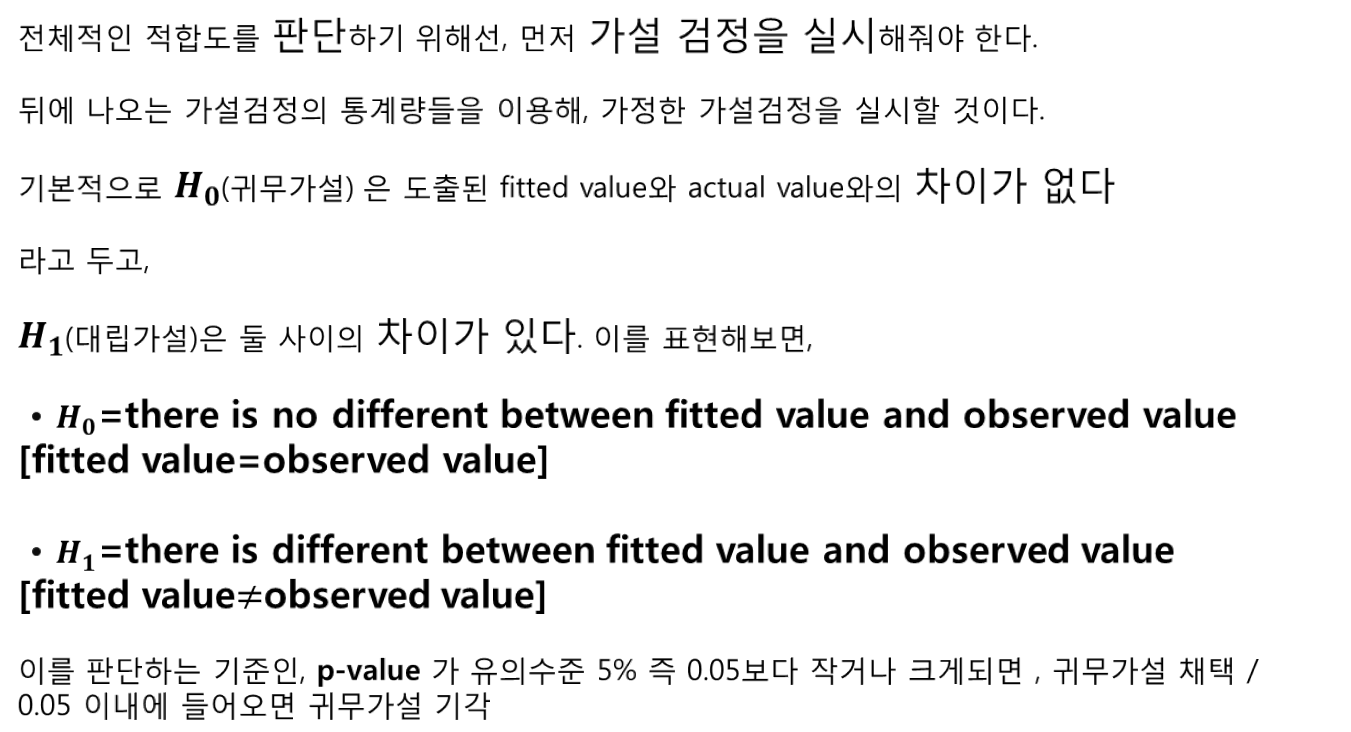 전체적인 적합도를 판단하기 위해선, 먼저 가설 검정을 실시해줘야 한다.
뒤에 나오는 가설검정의 통계량들을 이용해, 가정한 가설검정을 실시할 것이다.
기본적으로 H₀(귀무가설) 은 도출된 fitted value와 actual value와의 차이가 없다
라고 두고,
H₁(대립가설)은 둘 사이의 차이가 있다. 이를 표현해보면,
• H₀=there is no different between fitted value and observed value
[fitted value=observed value]
• H₁=there is different between fitted value and observed value
[fitted value≠observed value]
이를 판단하는 기준인, p-value 가 유의수준 5% 즉 0.05보다 작거나 크게되면 , 귀무가설 채택 /
0.05 이내에 들어오면 귀무가설 기각